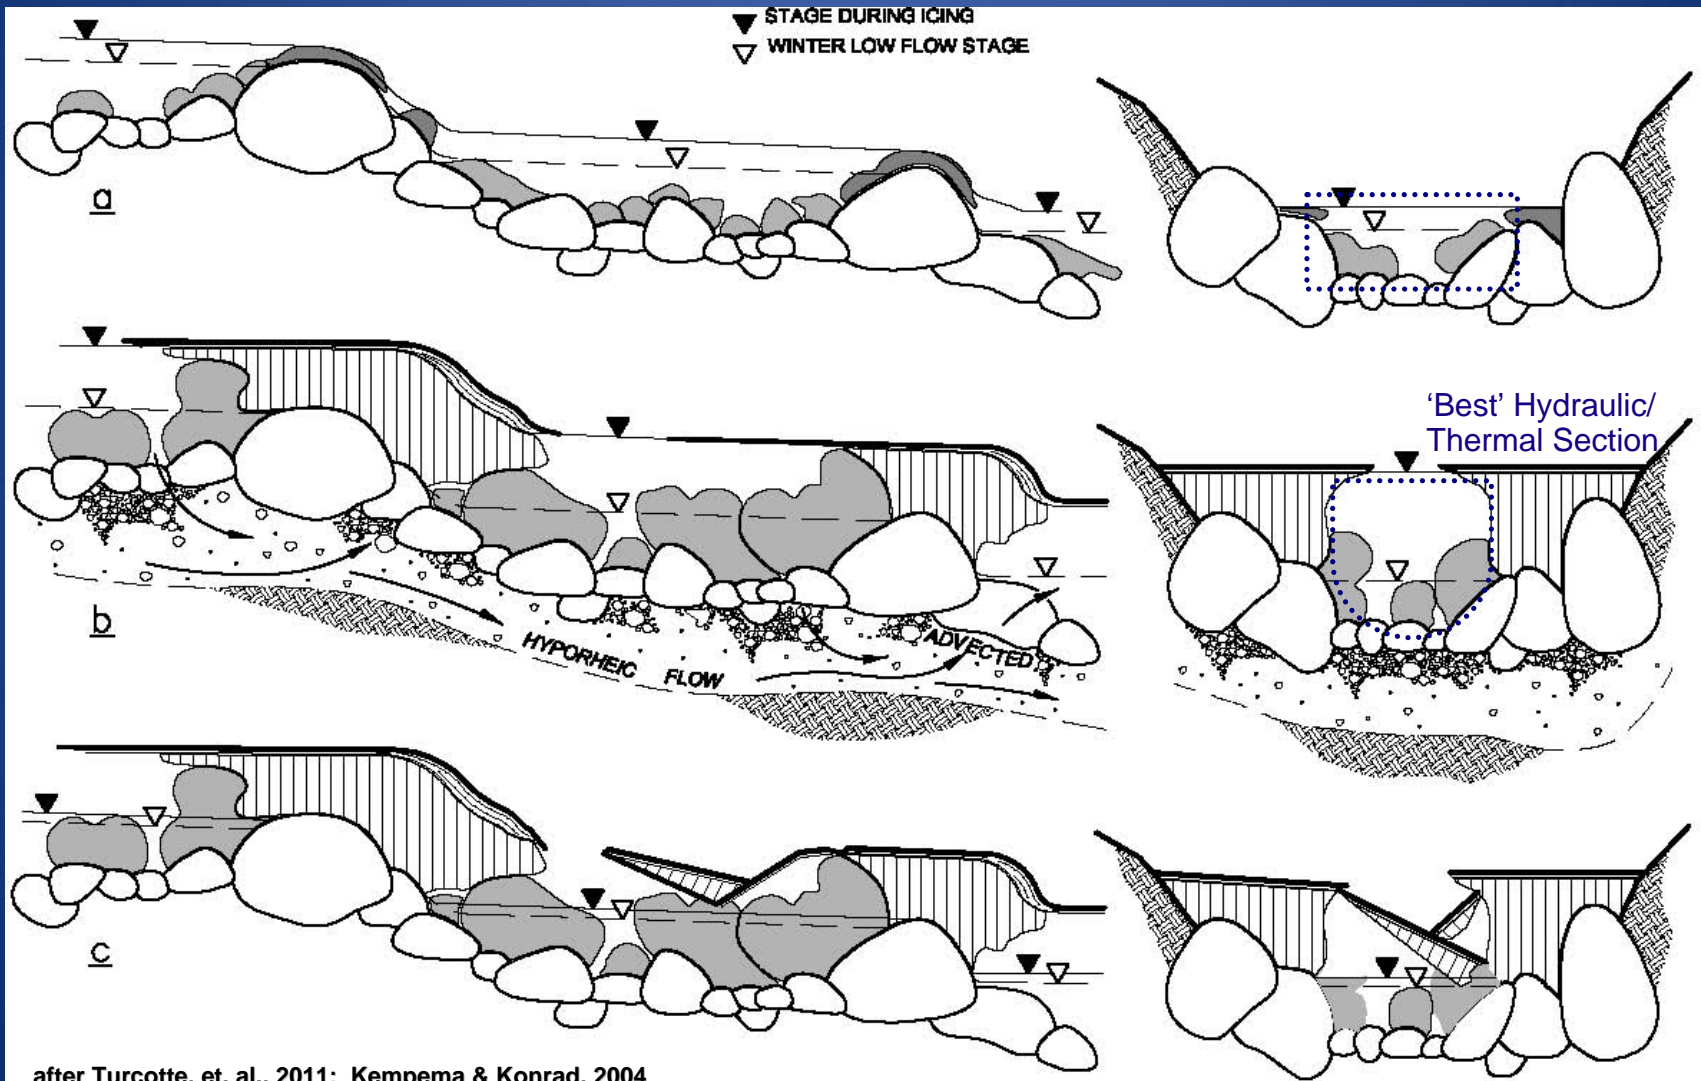 STAGE DURING ICING
WINTER LOW FLOW STAGE
a
'Best' Hydraulic/
Thermal Section
b
HYPORHEIC FLOW
ADVECTED
c
after Turcotte, et. al., 2011; Kempema & Konrad, 2004